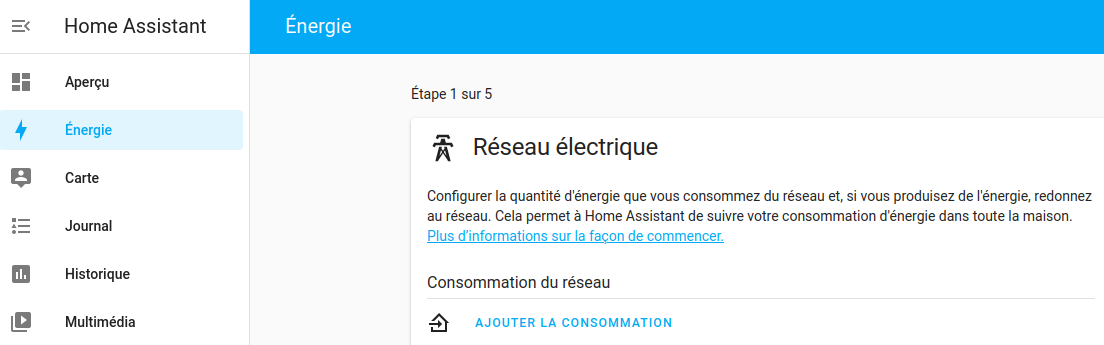 Home Assistant
Énergie
Aperçu
Énergie
Carte
Journal
Historique
Multimédia
Étape 1 sur 5
Réseau électrique
Configurer la quantité d'énergie que vous consommez du réseau et, si vous produisez de l'énergie, redonnez
au réseau. Cela permet à Home Assistant de suivre votre consommation d'énergie dans toute la maison.
Plus d'informations sur la façon de commencer.
Consommation du réseau
AJOUTER LA CONSOMMATION